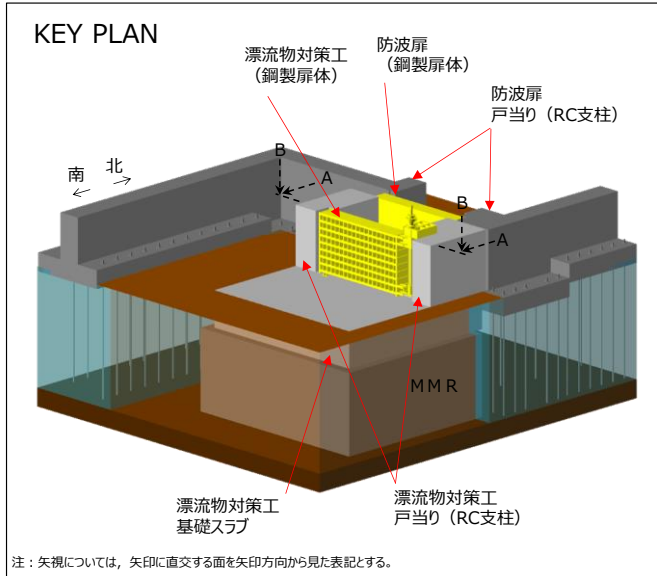 KEY PLAN
漂流物対策工
（鋼製扉体）
防波扉
（鋼製扉体）
防波扉
戸当り（RC支柱）
南 北
B
A
B
A
MMR
漂流物対策工
基礎スラブ
漂流物対策工
戸当り（RC支柱）
注：矢視については，矢印に直交する面を矢印方向から見た表記とする。